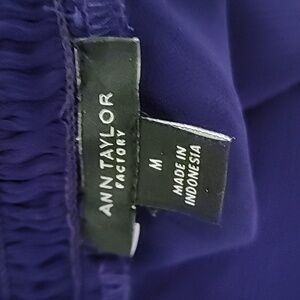 ANN TAYLOR
FACTORY
M
MADE IN
INDONESIA